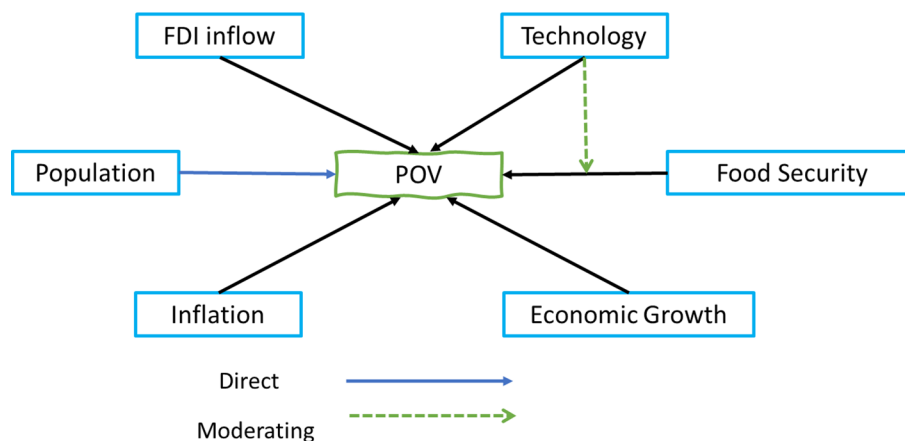 FDI inflow
Technology
Population
POV
Food Security
Inflation
Economic Growth
Direct
Moderating